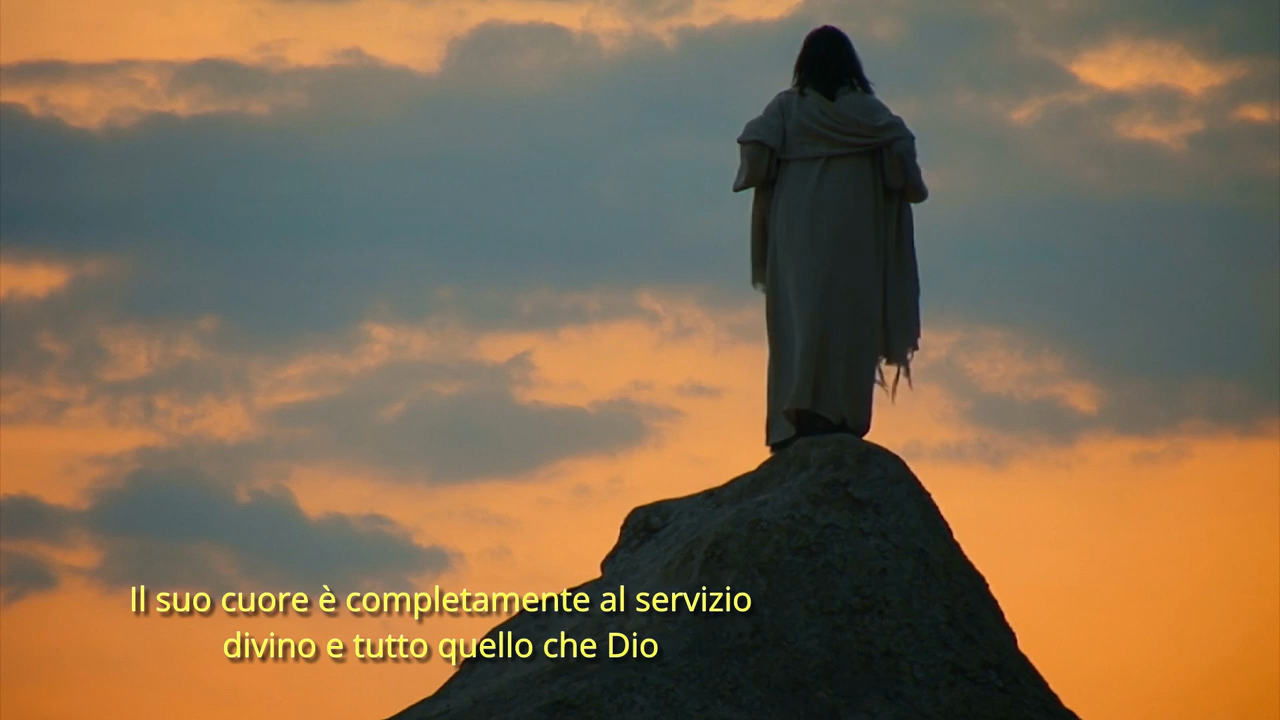 Il suo cuore è completamente al servizio
divino e tutto quello che Dio